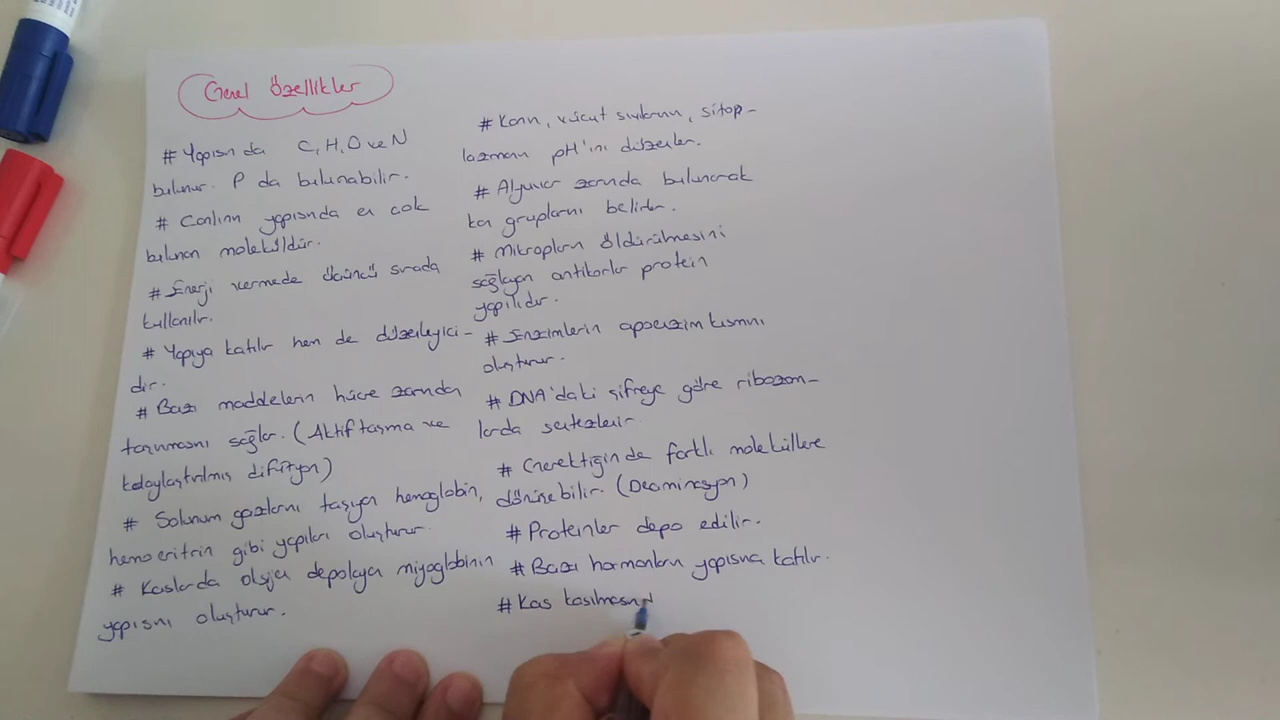 Genel Özellikler
# Yapısında C, H, O ve N
bulunur. P da bulunabilir.
# Canlının yapısında en çok
bulunan moleküldür.
# Enerji vermede üçüncü sırada
kullanılır.
# Yapıya katılır hem de düzenleyici-
dir.
# Bazı maddelerin hücre zarından
taşınmasını sağlar. (Aktif taşıma ve
kolaylaştırılmış difüzyon)
# Solunum gazlarını taşıyan hemoglobin,
hemoeritrin gibi yapıları oluşturur.
# Kaslarda oksijen depolayan miyoglobinin
yapısını oluşturur.
# Kanın, vücut sıvılarının, sitop-
lazmanın pH'ını düzenler.
# Alyuvar zarında bulunarak
kan gruplarını belirler.
# Mikropların öldürülmesini
sağlayan antikorlar protein
yapılıdır.
# Enzimlerin apoenzim kısmını
oluşturur.
# DNA'daki şifreye göre ribozom-
larda sentezlenir.
# Gerektiğinde farklı moleküllere
dönüşebilir. (Deaminasyon)
# Proteinler depo edilir.
# Bazı hormonların yapısına katılır.
# Kas kasılmasını